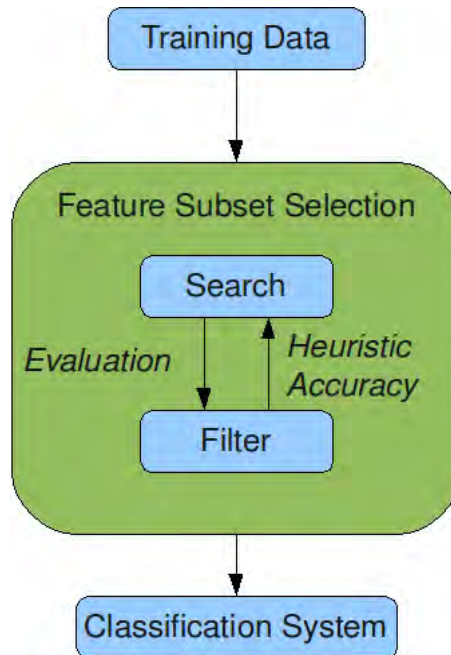 Training Data
Feature Subset Selection
Search
Evaluation
Heuristic
Accuracy
Filter
Classification System